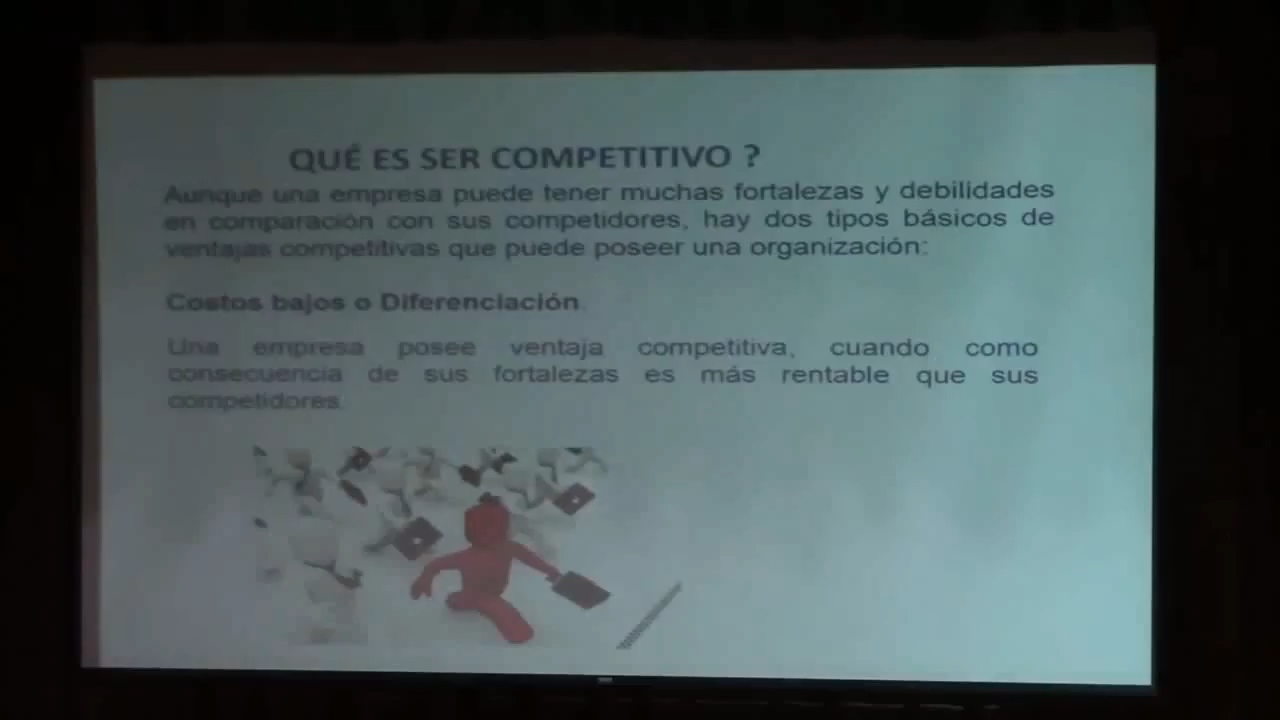 QUÉ ES SER COMPETITIVO ?
Aunque una empresa puede tener muchas fortalezas y debilidades
en comparación con sus competidores, hay dos tipos básicos de
ventajas competitivas que puede poseer una organización:
Costos bajos o Diferenciación.
Una empresa posee ventaja competitiva, cuando como
consecuencia de sus fortalezas es más rentable que sus
competidores.